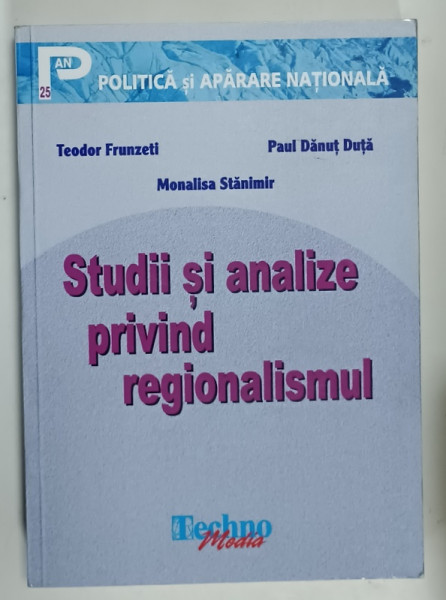 PAN
25
POLITICĂ și APĂRARE NAȚIONALĂ
Teodor Frunzeti
Paul Dănuț Duță
Monalisa Stănimir
Studii și analize
privind
regionalismul
Techno
Media